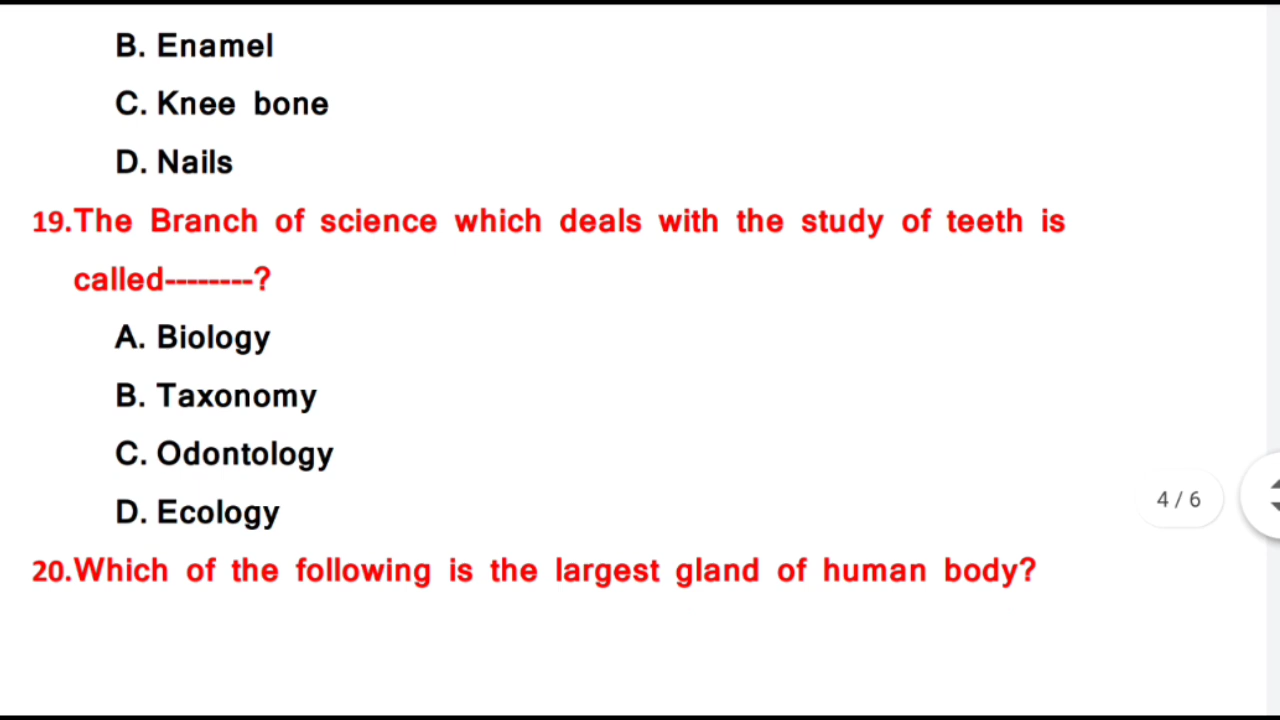 B. Enamel
C. Knee bone
D. Nails
19.The Branch of science which deals with the study of teeth is
called--------?
A. Biology
B. Taxonomy
C. Odontology
D. Ecology
4 / 6
20.Which of the following is the largest gland of human body?